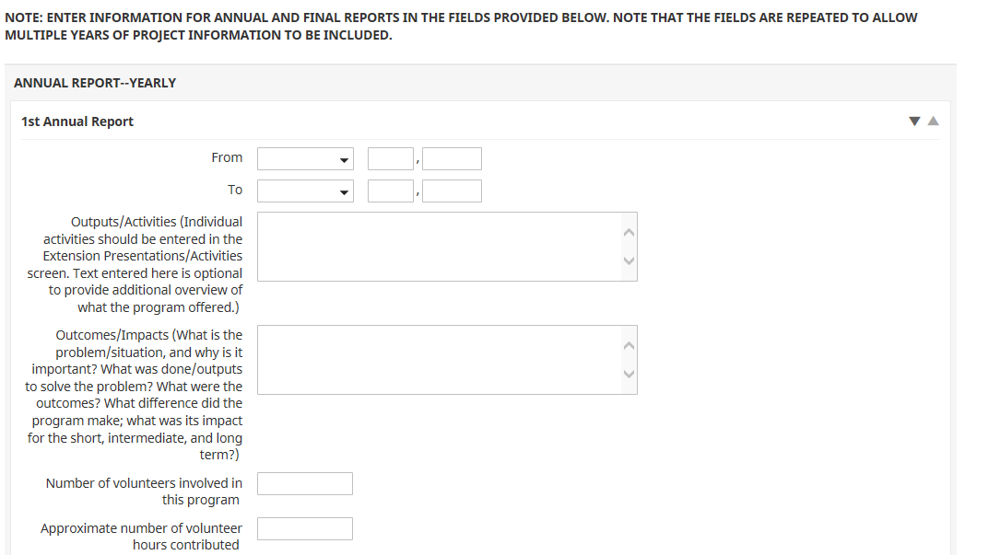 NOTE: ENTER INFORMATION FOR ANNUAL AND FINAL REPORTS IN THE FIELDS PROVIDED BELOW. NOTE THAT THE FIELDS ARE REPEATED TO ALLOW
MULTIPLE YEARS OF PROJECT INFORMATION TO BE INCLUDED.
ANNUAL REPORT--YEARLY
1st Annual Report
From
,
To
,
Outputs/Activities (Individual
activities should be entered in the
Extension Presentations/Activities
screen. Text entered here is optional
to provide additional overview of
what the program offered.)
Outcomes/Impacts (What is the
problem/situation, and why is it
important? What was done/outputs
to solve the problem? What were the
outcomes? What difference did the
program make; what was its impact
for the short, intermediate, and long
term?)
Number of volunteers involved in
this program
Approximate number of volunteer
hours contributed